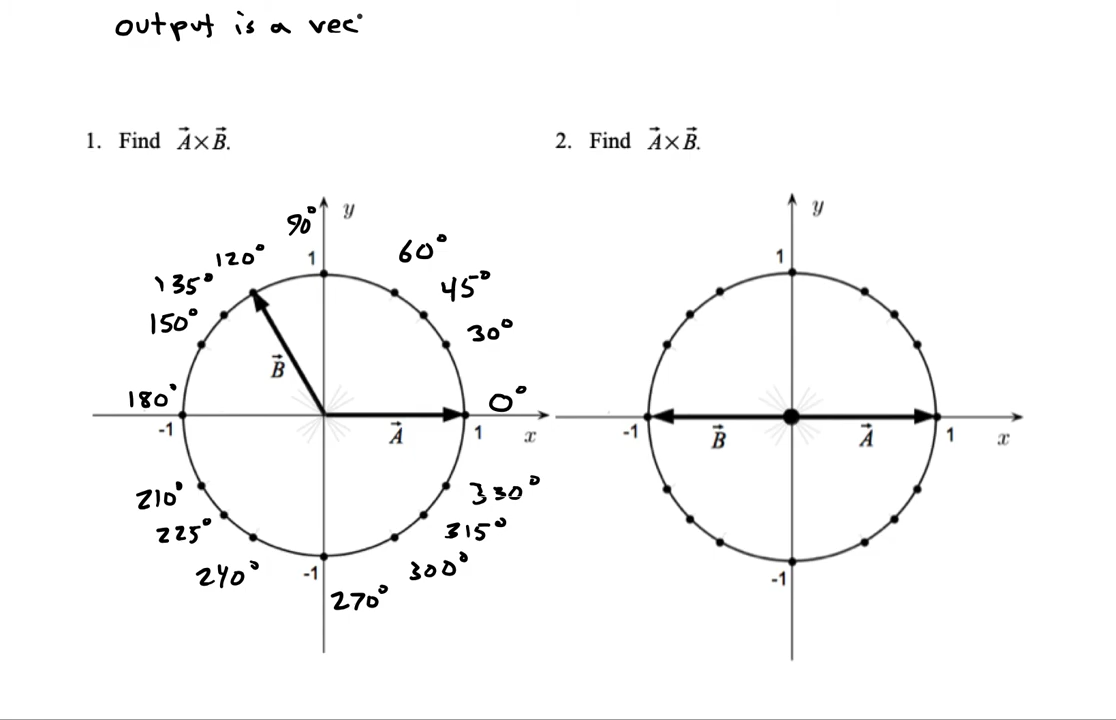 output is a vec
1. Find A⃗×B⃗.
2. Find A⃗×B⃗.
90°
y
120°
1
60°
135°
45°
150°
30°
B⃗
180°
0°
-1
A⃗
1
x
210°
330°
225°
315°
240°
-1
300°
270°
y
1
-1
B⃗
A⃗
1
x
-1